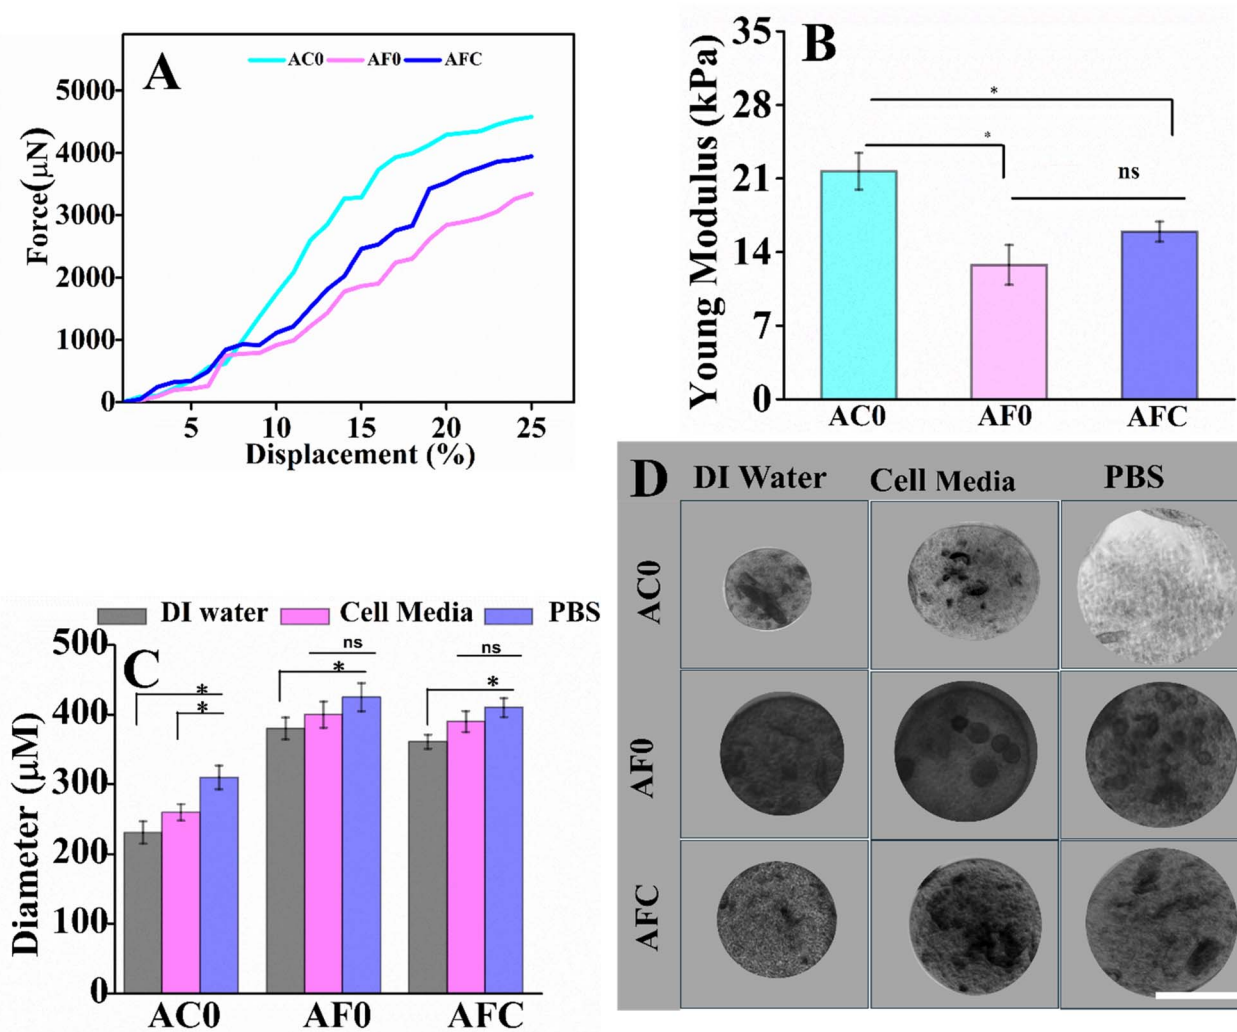 A
AC0 AF0 AFC
Force(μN)
5000
4000
3000
2000
1000
0
5 10 15 20 25
Displacement (%)
B
Young Modulus (kPa)
35
28
21
14
7
0
*
*
ns
AC0 AF0 AFC
DI water Cell Media PBS
C
Diameter (μM)
500
400
300
200
100
0
*
*
ns
*
ns
*
AC0 AF0 AFC
D
DI Water Cell Media PBS
AC0
AF0
AFC